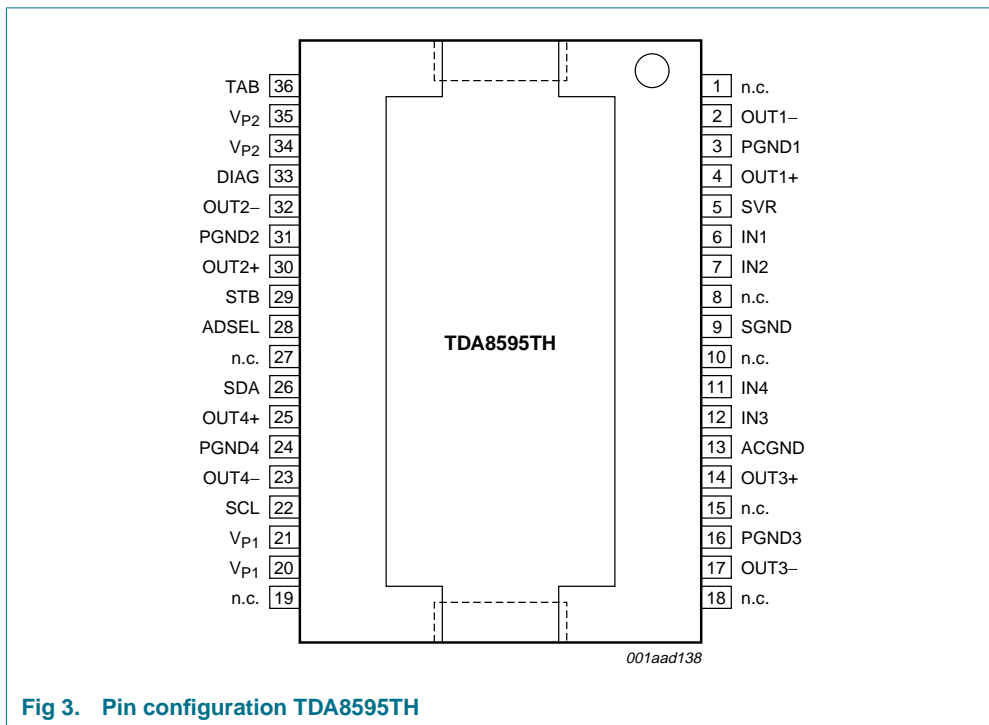 TAB 36 1 n.c.
VP2 35 2 OUT1−
VP2 34 3 PGND1
DIAG 33 4 OUT1+
OUT2− 32 5 SVR
PGND2 31 6 IN1
OUT2+ 30 7 IN2
STB 29 8 n.c.
ADSEL 28 9 SGND
TDA8595TH
n.c. 27 10 n.c.
SDA 26 11 IN4
OUT4+ 25 12 IN3
PGND4 24 13 ACGND
OUT4− 23 14 OUT3+
SCL 22 15 n.c.
VP1 21 16 PGND3
VP1 20 17 OUT3−
n.c. 19 18 n.c.
001aad138
Fig 3. Pin configuration TDA8595TH